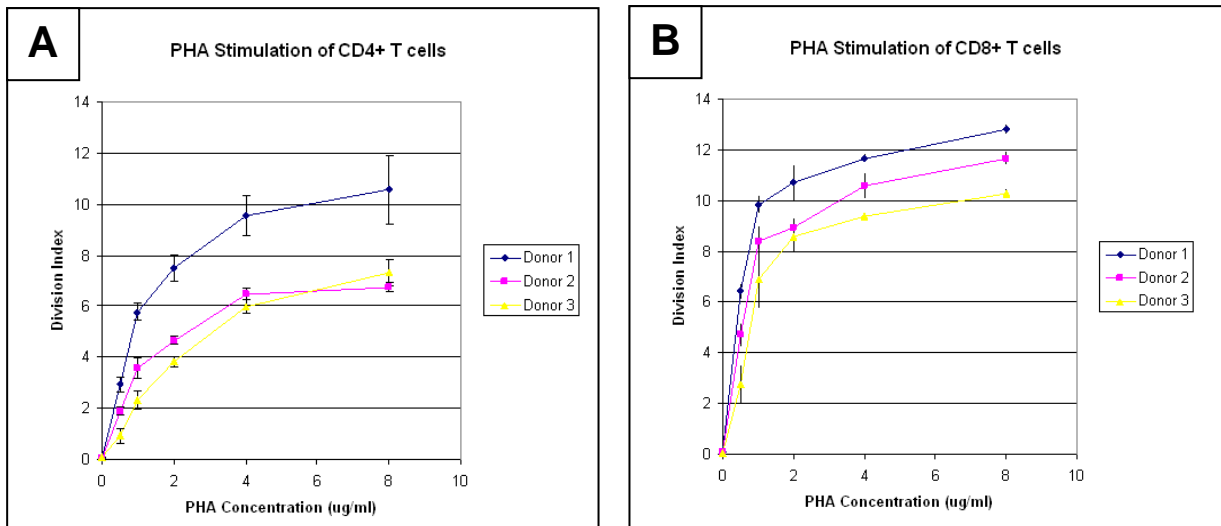 A
PHA Stimulation of CD4+ T cells
14
12
10
8
6
4
2
0
0 2 4 6 8 10
Division Index
PHA Concentration (ug/ml)
Donor 1
Donor 2
Donor 3
B
PHA Stimulation of CD8+ T cells
14
12
10
8
6
4
2
0
0 2 4 6 8 10
Division Index
PHA Concentration (ug/ml)
Donor 1
Donor 2
Donor 3